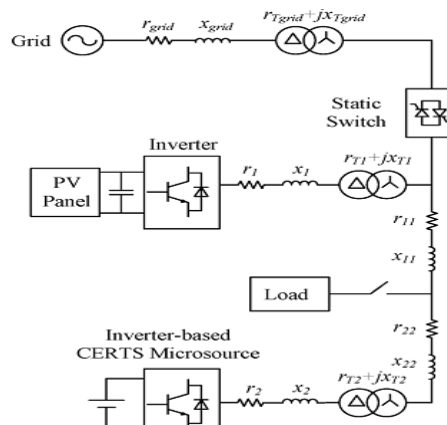 r_grid x_grid r_Tgrid+jx_Tgrid
Grid
Static
Switch
Inverter
r_1 x_1 r_T1+jx_T1
PV
Panel
r_11
x_11
Load
r_22
Inverter-based
CERTS Microsource
x_22
r_2 x_2 r_T2+jx_T2